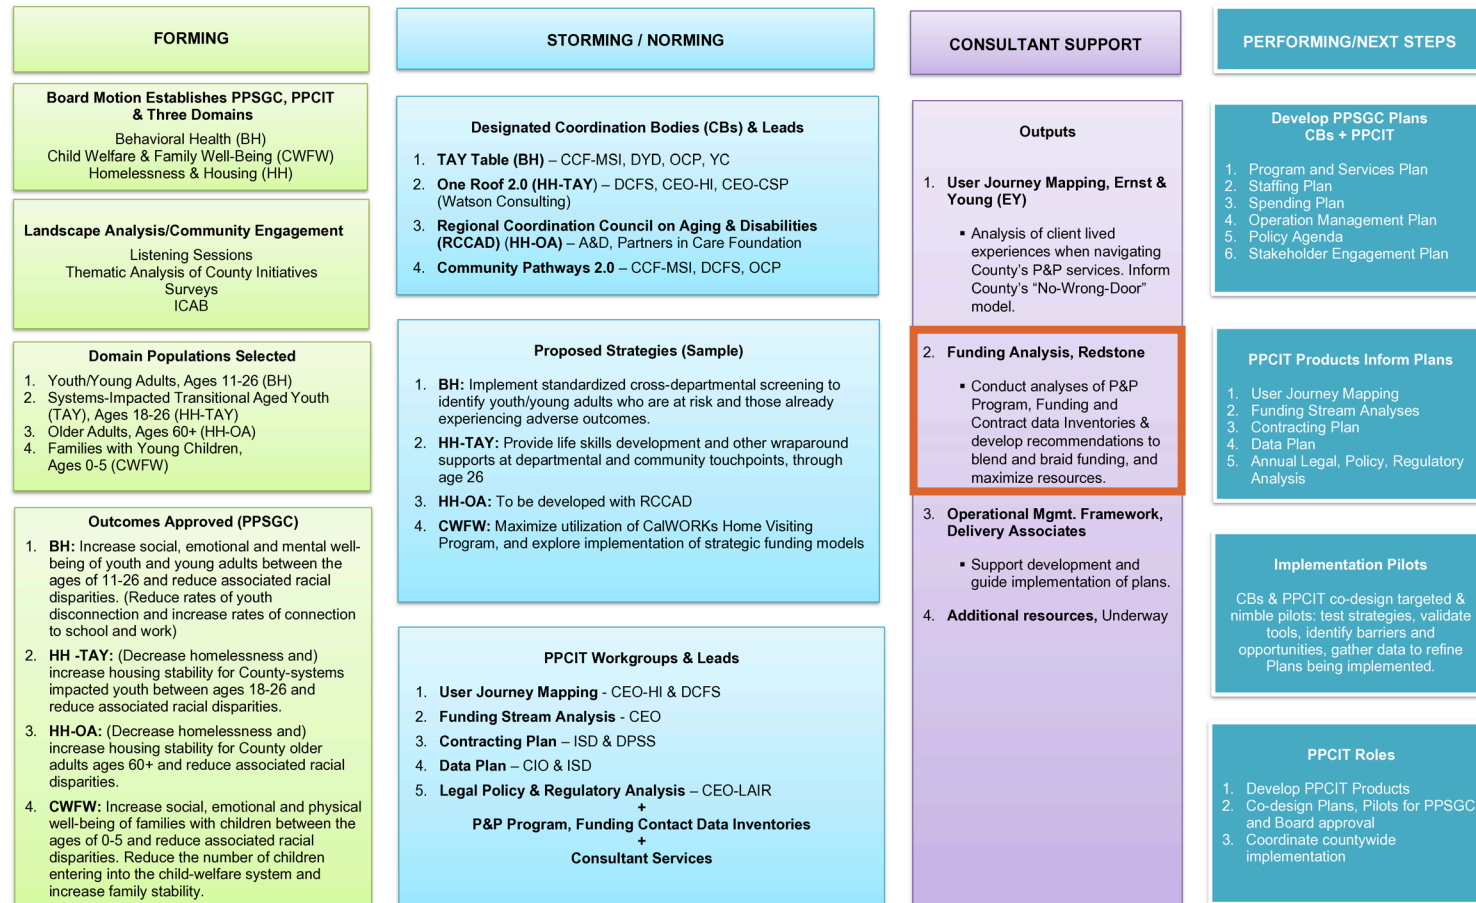 FORMING
Board Motion Establishes PPSGC, PPCIT
& Three Domains
Behavioral Health (BH)
Child Welfare & Family Well-Being (CWFW)
Homelessness & Housing (HH)
Landscape Analysis/Community Engagement
Listening Sessions
Thematic Analysis of County Initiatives
Surveys
ICAB
Domain Populations Selected
1. Youth/Young Adults, Ages 11-26 (BH)
2. Systems-Impacted Transitional Aged Youth
(TAY), Ages 18-26 (HH-TAY)
3. Older Adults, Ages 60+ (HH-OA)
4. Families with Young Children,
Ages 0-5 (CWFW)
Outcomes Approved (PPSGC)
1. BH: Increase social, emotional and mental well-
being of youth and young adults between the
ages of 11-26 and reduce associated racial
disparities. (Reduce rates of youth
disconnection and increase rates of connection
to school and work)
2. HH -TAY: (Decrease homelessness and)
increase housing stability for County-systems
impacted youth between ages 18-26 and
reduce associated racial disparities.
3. HH-OA: (Decrease homelessness and)
increase housing stability for County older
adults ages 60+ and reduce associated racial
disparities.
4. CWFW: Increase social, emotional and physical
well-being of families with children between the
ages of 0-5 and reduce associated racial
disparities. Reduce the number of children
entering into the child-welfare system and
increase family stability.
STORMING / NORMING
Designated Coordination Bodies (CBs) & Leads
1. TAY Table (BH) – CCF-MSI, DYD, OCP, YC
2. One Roof 2.0 (HH-TAY) – DCFS, CEO-HI, CEO-CSP
(Watson Consulting)
3. Regional Coordination Council on Aging & Disabilities
(RCCAD) (HH-OA) – A&D, Partners in Care Foundation
4. Community Pathways 2.0 – CCF-MSI, DCFS, OCP
Proposed Strategies (Sample)
1. BH: Implement standardized cross-departmental screening to
identify youth/young adults who are at risk and those already
experiencing adverse outcomes.
2. HH-TAY: Provide life skills development and other wraparound
supports at departmental and community touchpoints, through
age 26
3. HH-OA: To be developed with RCCAD
4. CWFW: Maximize utilization of CalWORKs Home Visiting
Program, and explore implementation of strategic funding models
PPCIT Workgroups & Leads
1. User Journey Mapping - CEO-HI & DCFS
2. Funding Stream Analysis - CEO
3. Contracting Plan – ISD & DPSS
4. Data Plan – CIO & ISD
5. Legal Policy & Regulatory Analysis – CEO-LAIR
+
P&P Program, Funding Contact Data Inventories
+
Consultant Services
CONSULTANT SUPPORT
Outputs
1. User Journey Mapping, Ernst &
Young (EY)
▪ Analysis of client lived
experiences when navigating
County's P&P services. Inform
County's "No-Wrong-Door"
model.
2. Funding Analysis, Redstone
▪ Conduct analyses of P&P
Program, Funding and
Contract data Inventories &
develop recommendations to
blend and braid funding, and
maximize resources.
3. Operational Mgmt. Framework,
Delivery Associates
▪ Support development and
guide implementation of plans.
4. Additional resources, Underway
PERFORMING/NEXT STEPS
Develop PPSGC Plans
CBs + PPCIT
1. Program and Services Plan
2. Staffing Plan
3. Spending Plan
4. Operation Management Plan
5. Policy Agenda
6. Stakeholder Engagement Plan
PPCIT Products Inform Plans
1. User Journey Mapping
2. Funding Stream Analyses
3. Contracting Plan
4. Data Plan
5. Annual Legal, Policy, Regulatory
Analysis
Implementation Pilots
CBs & PPCIT co-design targeted &
nimble pilots: test strategies, validate
tools, identify barriers and
opportunities, gather data to refine
Plans being implemented.
PPCIT Roles
1. Develop PPCIT Products
2. Co-design Plans, Pilots for PPSGC
and Board approval
3. Coordinate countywide
implementation